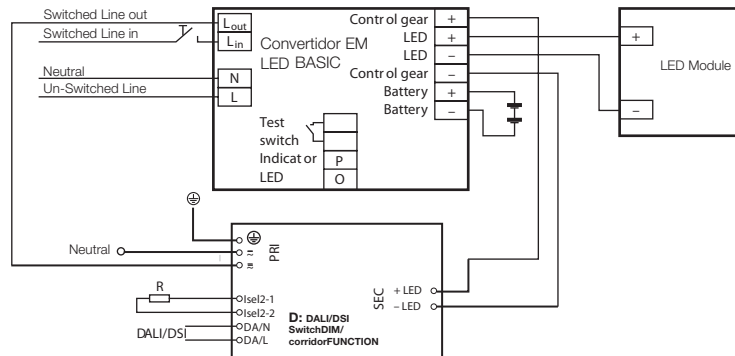 Switched Line out
Switched Line in
Neutral
Un-Switched Line
Lout
Lin
N
L
Convertidor EM
LED BASIC
Control gear +
LED +
LED −
Control gear −
Battery +
Battery −
Test
switch
Indicator P
LED O
+
−
LED Module
Neutral
PRI
SEC
+ LED
− LED
R
Isel2-1
Isel2-2
DALI/DSI
DA/N
DA/L
D: DALI/DSI
SwitchDIM/
corridorFUNCTION